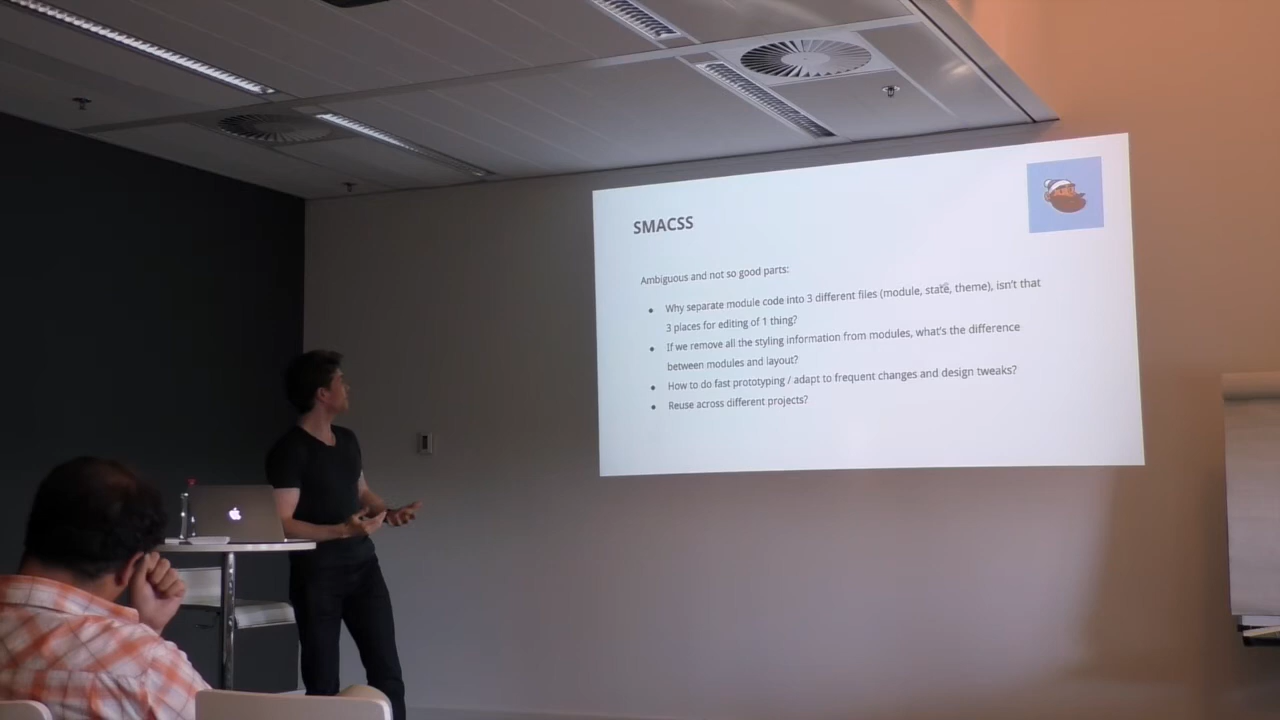 SMACSS
Ambiguous and not so good parts:
Why separate module code into 3 different files (module, state, theme), isn't that
3 places for editing of 1 thing?
If we remove all the styling information from modules, what's the difference
between modules and layout?
How to do fast prototyping / adapt to frequent changes and design tweaks?
Reuse across different projects?